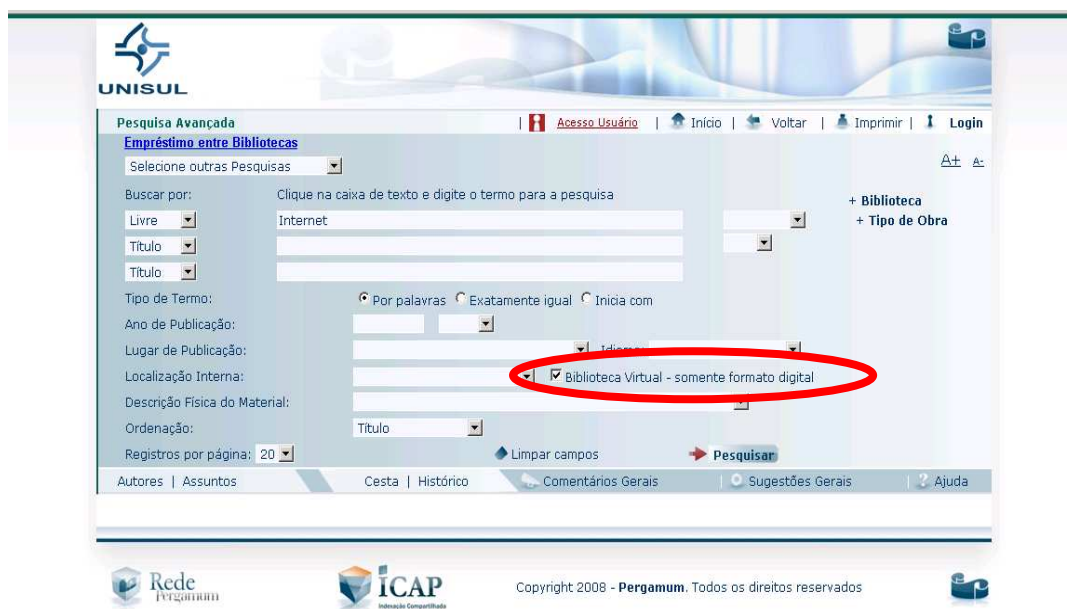 UNISUL
Pesquisa Avançada | Acesso Usuário | Início | Voltar | Imprimir | Login
Empréstimo entre Bibliotecas
Selecione outras Pesquisas
A+ A-
Buscar por: Clique na caixa de texto e digite o termo para a pesquisa
+ Biblioteca
Livre Internet
+ Tipo de Obra
Título
Título
Tipo de Termo: Por palavras Exatamente igual Inicia com
Ano de Publicação:
Lugar de Publicação:
Localização Interna: Biblioteca Virtual - somente formato digital
Descrição Física do Material:
Ordenação: Título
Registros por página: 20 Limpar campos Pesquisar
Autores | Assuntos Cesta | Histórico Comentários Gerais | Sugestões Gerais | Ajuda
Rede Pergamum
ICAP
Indexação Compartilhada
Copyright 2008 - Pergamum. Todos os direitos reservados